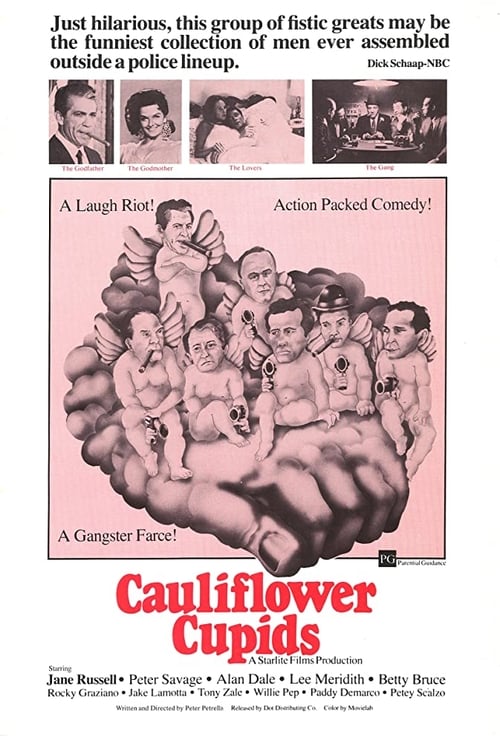 Just hilarious, this group of fistic greats may be
the funniest collection of men ever assembled
outside a police lineup.
Dick Schaap-NBC
The Godfather
The Godmother
The Lovers
The Gang
A Laugh Riot!
Action Packed Comedy!
A Gangster Farce!
PG Parental Guidance
Cauliflower
Cupids
A Starlite Films Production
Starring
Jane Russell • Peter Savage • Alan Dale • Lee Meridith • Betty Bruce
Rocky Graziano • Jake Lamotta • Tony Zale • Willie Pep • Paddy Demarco • Petey Scalzo
Written and Directed by Peter Petrella Released by Dot Distributing Co. Color by Movielab